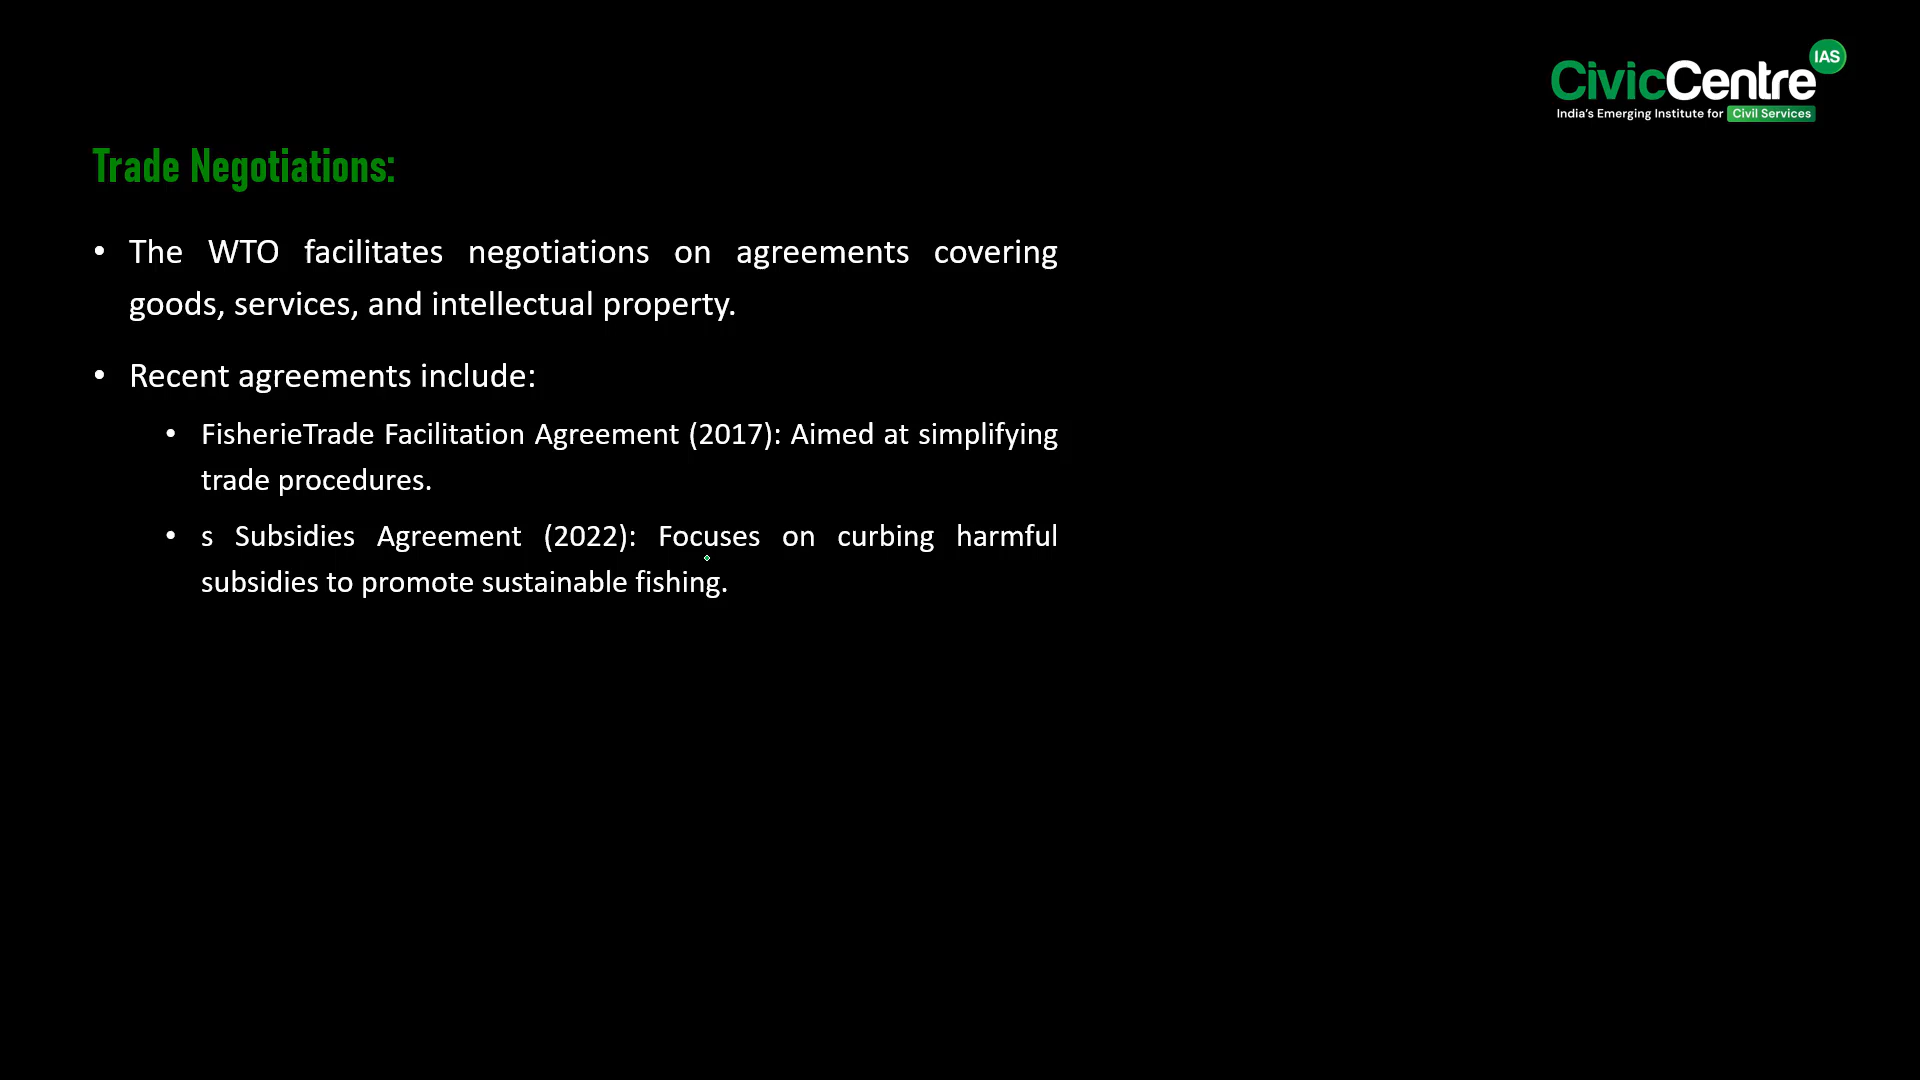 CivicCentre IAS
India's Emerging Institute for Civil Services
Trade Negotiations:
• The WTO facilitates negotiations on agreements covering
goods, services, and intellectual property.
• Recent agreements include:
• FisherieTrade Facilitation Agreement (2017): Aimed at simplifying
trade procedures.
• s Subsidies Agreement (2022): Focuses on curbing harmful
subsidies to promote sustainable fishing.